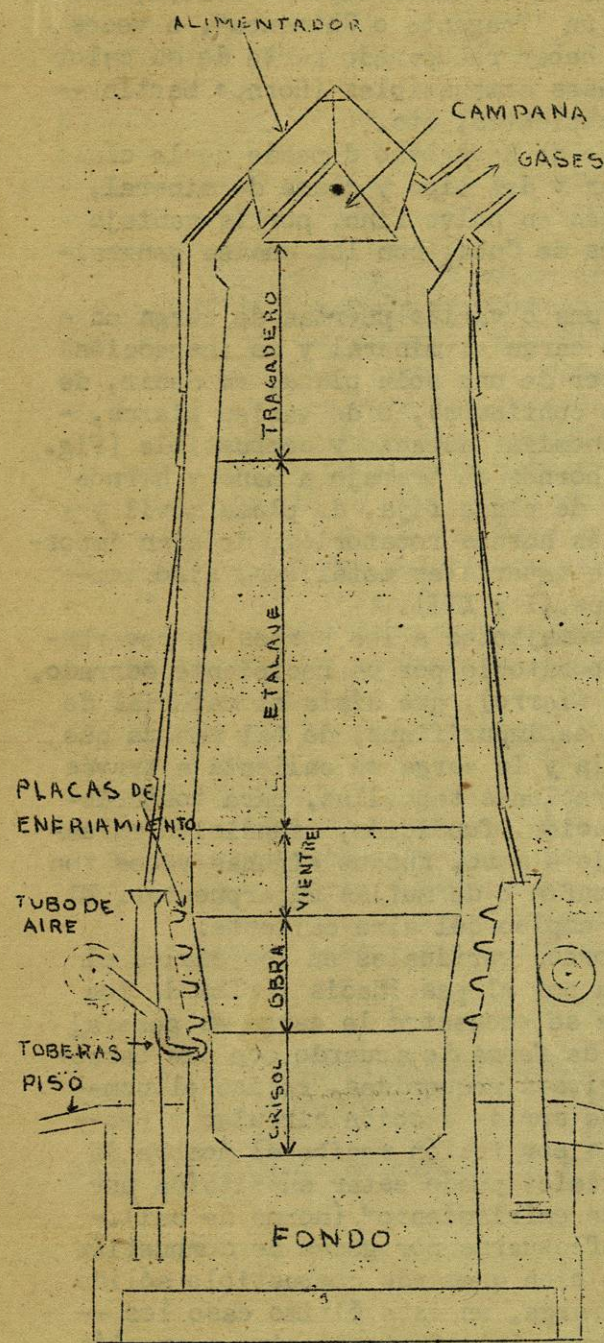 ALIMENTADOR
CAMPANA
GASES
TRAGADERO
ETALAJE
PLACAS DE
ENFRIAMIENTO
VIENTRE
TUBO DE
AIRE
OBRA
TOBERAS
PISO
CRISOL
FONDO